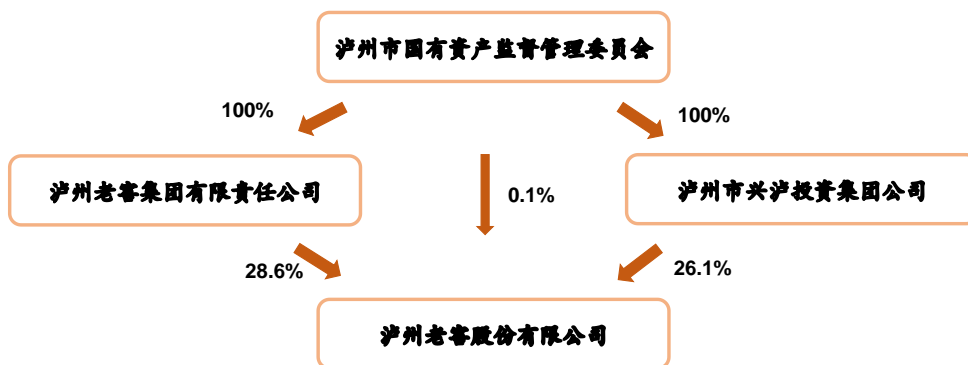 泸州市国有资产监督管理委员会
100%
100%
泸州老窖集团有限责任公司
0.1%
泸州市兴泸投资集团公司
28.6%
26.1%
泸州老窖股份有限公司